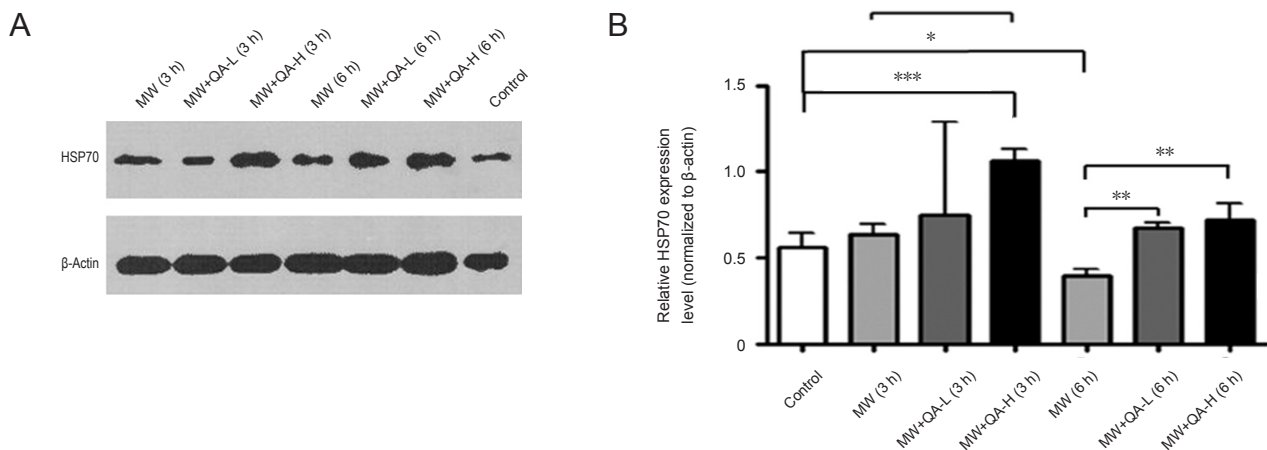 A
MW (3 h)
MW+QA-L (3 h)
MW+QA-H (3 h)
MW (6 h)
MW+QA-L (6 h)
MW+QA-H (6 h)
Control
HSP70
β-Actin
B
*
***
**
**
Relative HSP70 expression
level (normalized to β-actin)
1.5
1.0
0.5
0
Control
MW (3 h)
MW+QA-L (3 h)
MW+QA-H (3 h)
MW (6 h)
MW+QA-L (6 h)
MW+QA-H (6 h)